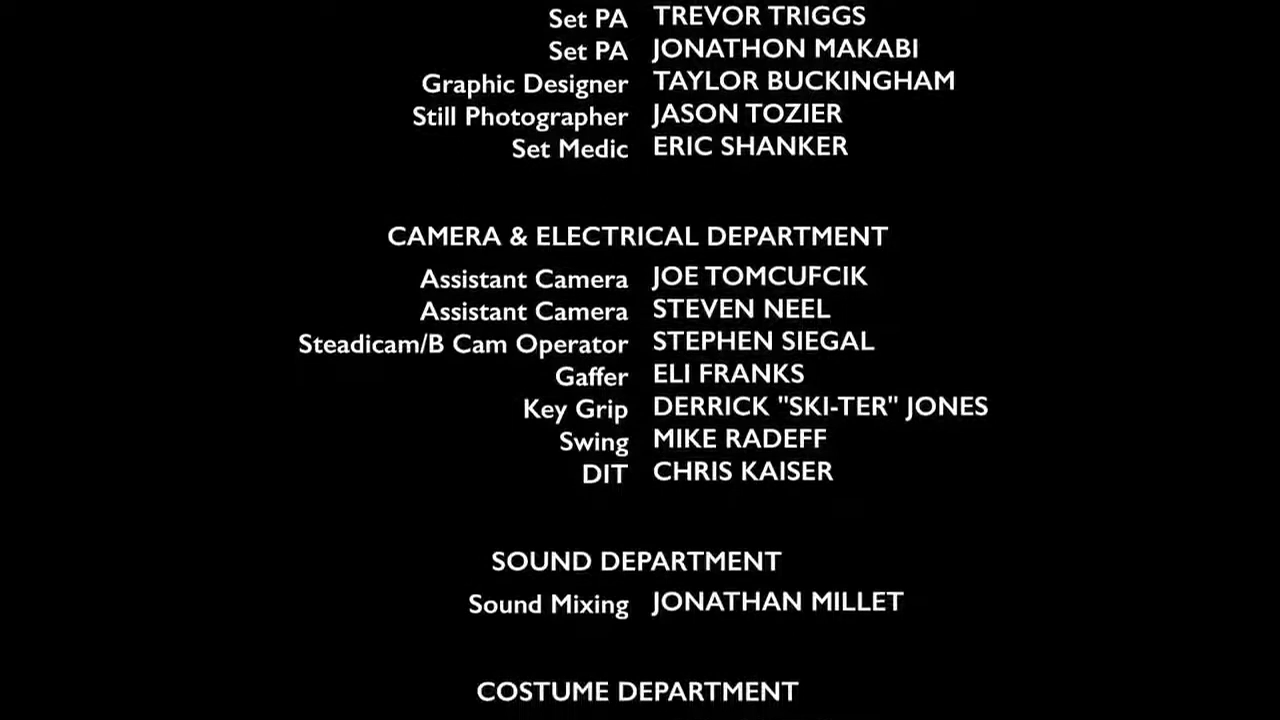 Set PA TREVOR TRIGGS
Set PA JONATHON MAKABI
Graphic Designer TAYLOR BUCKINGHAM
Still Photographer JASON TOZIER
Set Medic ERIC SHANKER
CAMERA & ELECTRICAL DEPARTMENT
Assistant Camera JOE TOMCUFCIK
Assistant Camera STEVEN NEEL
Steadicam/B Cam Operator STEPHEN SIEGAL
Gaffer ELI FRANKS
Key Grip DERRICK "SKI-TER" JONES
Swing MIKE RADEFF
DIT CHRIS KAISER
SOUND DEPARTMENT
Sound Mixing JONATHAN MILLET
COSTUME DEPARTMENT